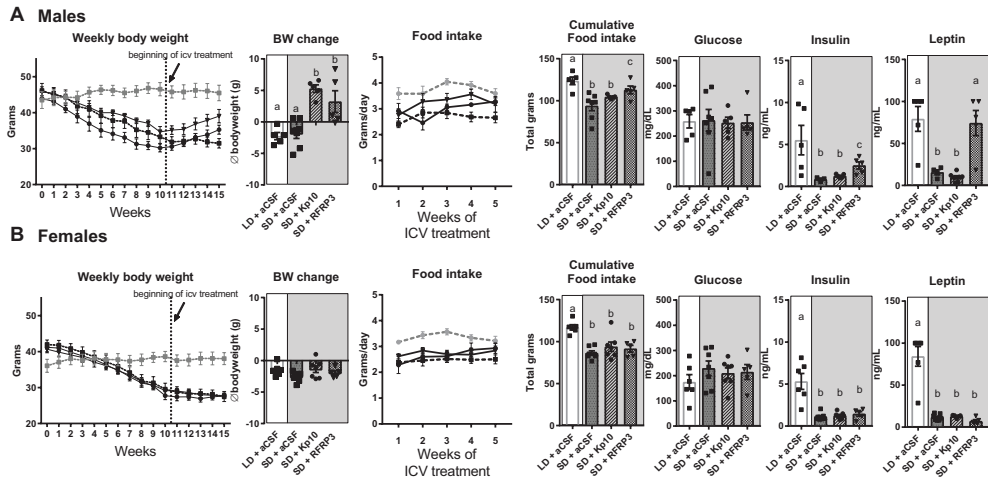 A Males
Weekly body weight
beginning of icv treatment
Grams
50
40
30
20
0 1 2 3 4 5 6 7 8 9 10 11 12 13 14 15
Weeks
BW change
∅ bodyweight (g)
10
5
0
-5
-10
a a b b
LD + aCSF
SD + aCSF
SD + Kp10
SD + RFRP3
Food intake
Grams/day
5
4
3
2
1
0
1 2 3 4 5
Weeks of
ICV treatment
Cumulative
Food intake
Total grams
150
100
50
0
a b b c
LD + aCSF
SD + aCSF
SD + Kp10
SD + RFRP3
Glucose
mg/dL
500
400
300
200
100
0
LD + aCSF
SD + aCSF
SD + Kp10
SD + RFRP3
Insulin
ng/mL
15
10
5
0
a b b c
LD + aCSF
SD + aCSF
SD + Kp10
SD + RFRP3
Leptin
ng/mL
150
100
50
0
a b b a
LD + aCSF
SD + aCSF
SD + Kp10
SD + RFRP3
B Females
Weekly body weight
beginning of icv treatment
Grams
50
40
30
20
0 1 2 3 4 5 6 7 8 9 10 11 12 13 14 15
Weeks
BW change
∅ bodyweight (g)
10
5
0
-5
-10
LD + aCSF
SD + aCSF
SD + Kp10
SD + RFRP3
Food intake
Grams/day
5
4
3
2
1
0
1 2 3 4 5
Weeks
of ICV treatment
Cumulative
Food intake
Total grams
150
100
50
0
a b b b
LD + aCSF
SD + aCSF
SD + Kp10
SD + RFRP3
Glucose
mg/dL
500
400
300
200
100
0
LD + aCSF
SD + aCSF
SD + Kp10
SD + RFRP3
Insulin
ng/mL
15
10
5
0
a b b b
LD + aCSF
SD + aCSF
SD + Kp10
SD + RFRP3
Leptin
ng/mL
150
100
50
0
a b b b
LD + aCSF
SD + aCSF
SD + Kp10
SD + RFRP3